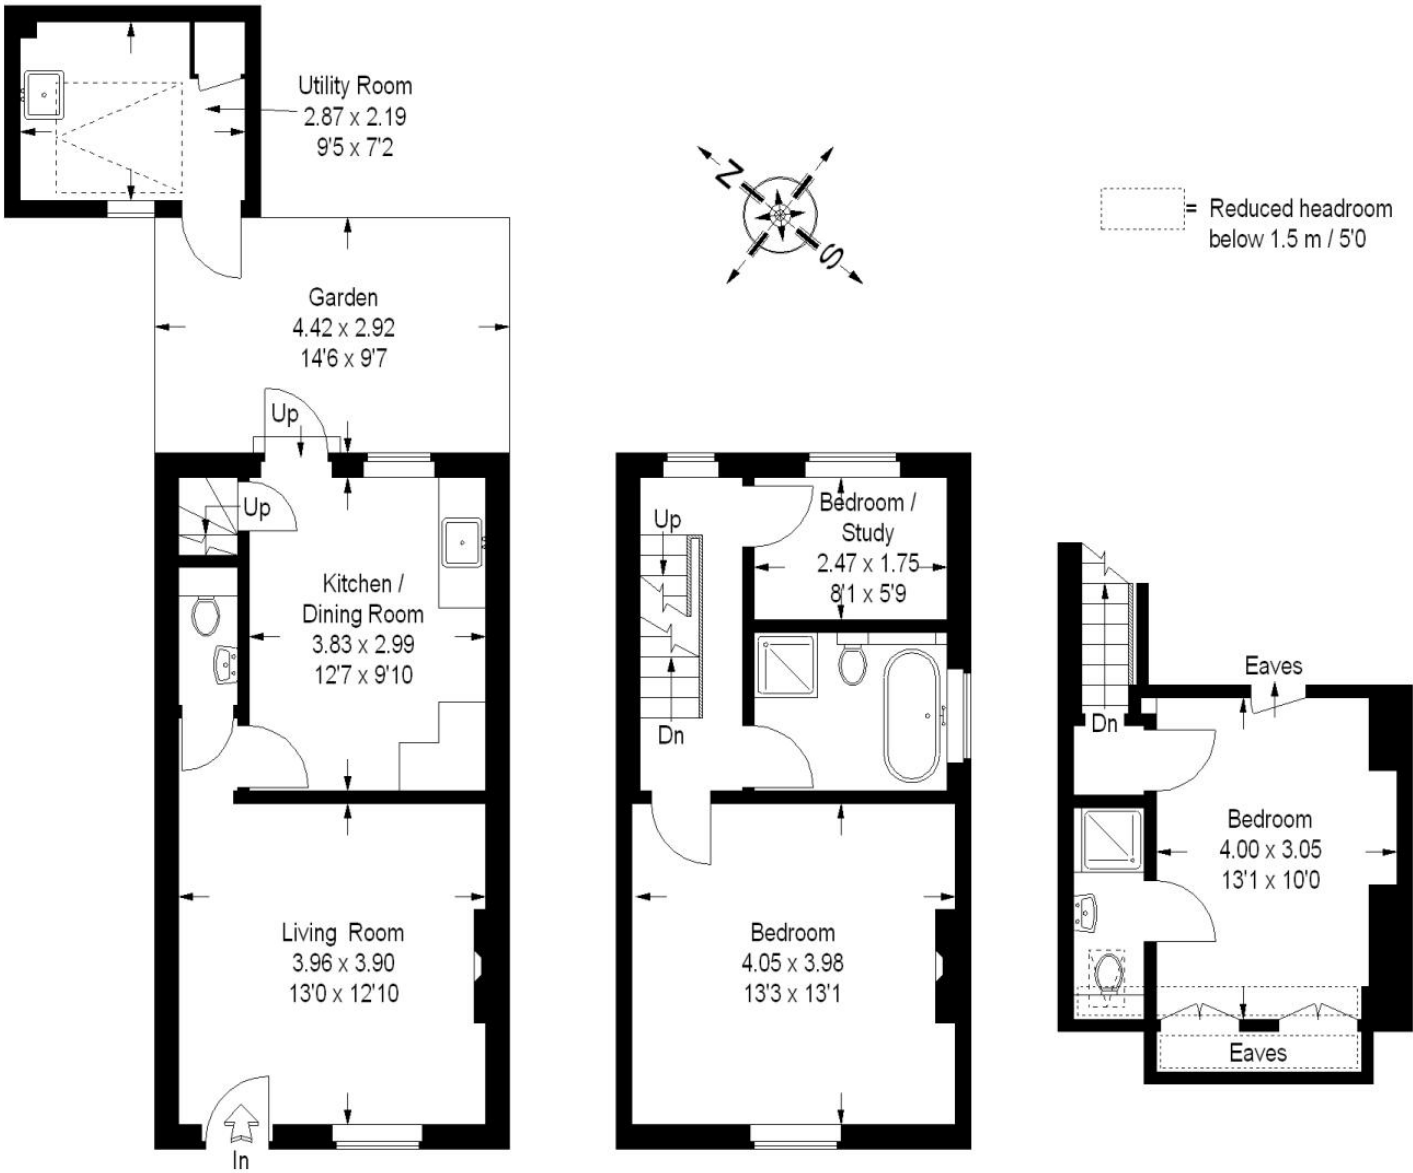 Utility Room
2.87 x 2.19
9'5 x 7'2
N
S
= Reduced headroom
below 1.5 m / 5'0
Garden
4.42 x 2.92
14'6 x 9'7
Up
Up
Kitchen /
Dining Room
3.83 x 2.99
12'7 x 9'10
Living Room
3.96 x 3.90
13'0 x 12'10
In
Up
Bedroom /
Study
2.47 x 1.75
8'1 x 5'9
Dn
Bedroom
4.05 x 3.98
13'3 x 13'1
Eaves
Dn
Bedroom
4.00 x 3.05
13'1 x 10'0
Eaves